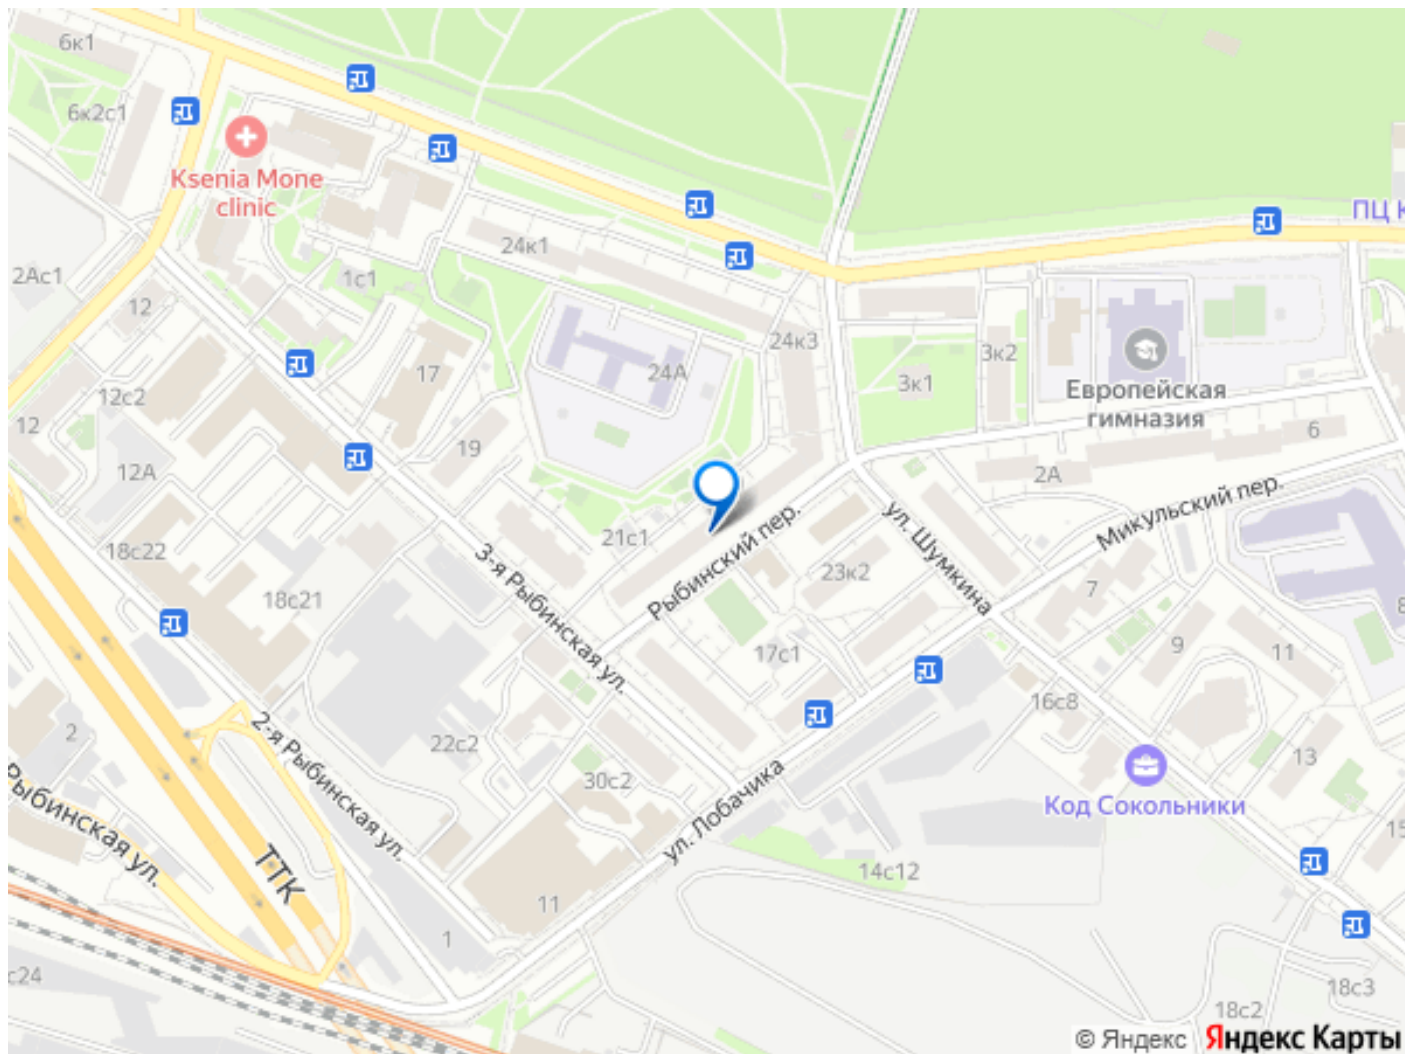 6к1
6к2с1
Ksenia Mone
clinic
ПЦ К
24к1
2Ас1
1с1
12
24к3
3к2
3к1
24А
17
Европейская
гимназия
12с2
12
19
6
12А
2А
21с1
Рыбинский пер.
ул. Шумкина
Микульский пер.
18с22
18с21
3-я Рыбинская ул.
23к2
7
8
17с1
9
11
16с8
2
22с2
2-я Рыбинская ул.
13
30с2
Код Сокольники
Рыбинская ул.
ул. Лобачика
15
ТТК
14с12
11
1
с24
18с3
18с2
© Яндекс Яндекс Карты